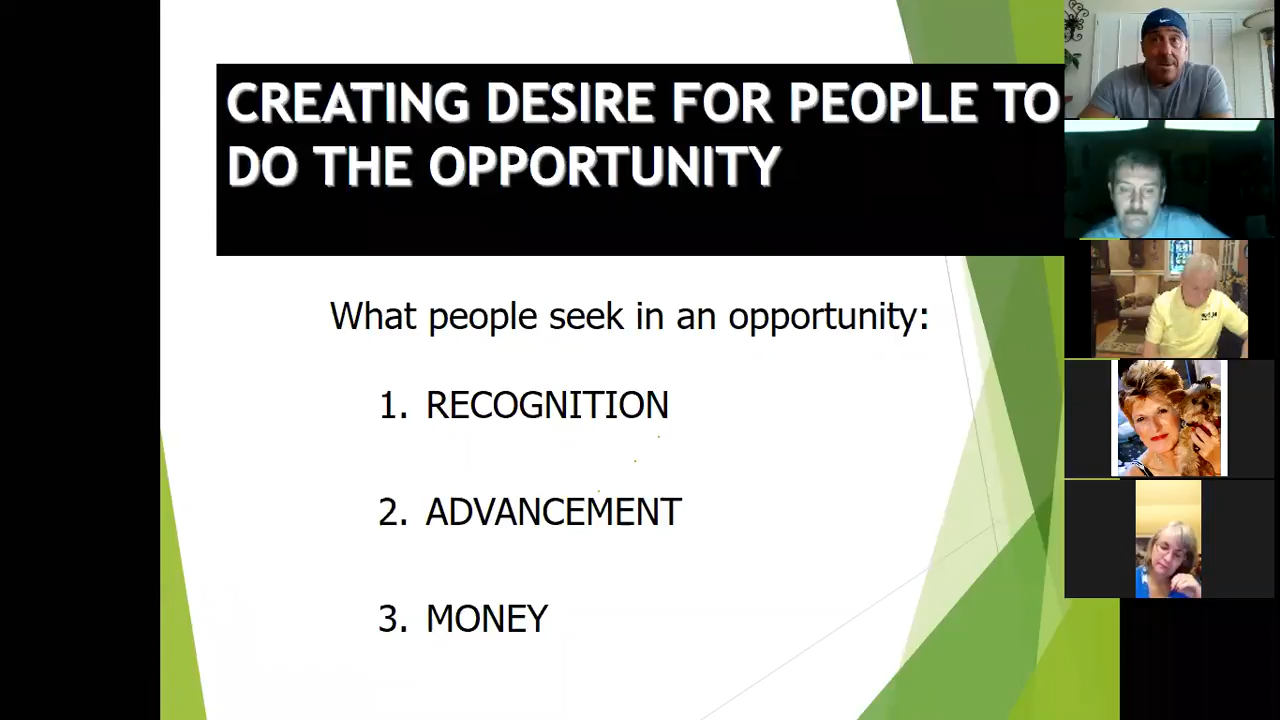 CREATING DESIRE FOR PEOPLE TO
DO THE OPPORTUNITY
What people seek in an opportunity:
1. RECOGNITION
2. ADVANCEMENT
3. MONEY